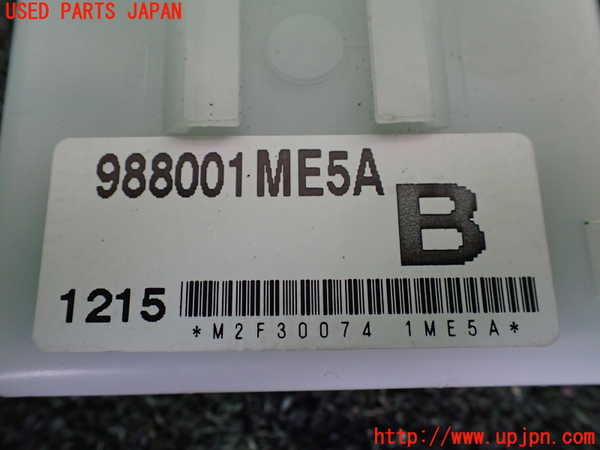 USED PARTS JAPAN
988001ME5A
B
1215
*M2F30074 1ME5A*
http://www.upjpn.com/